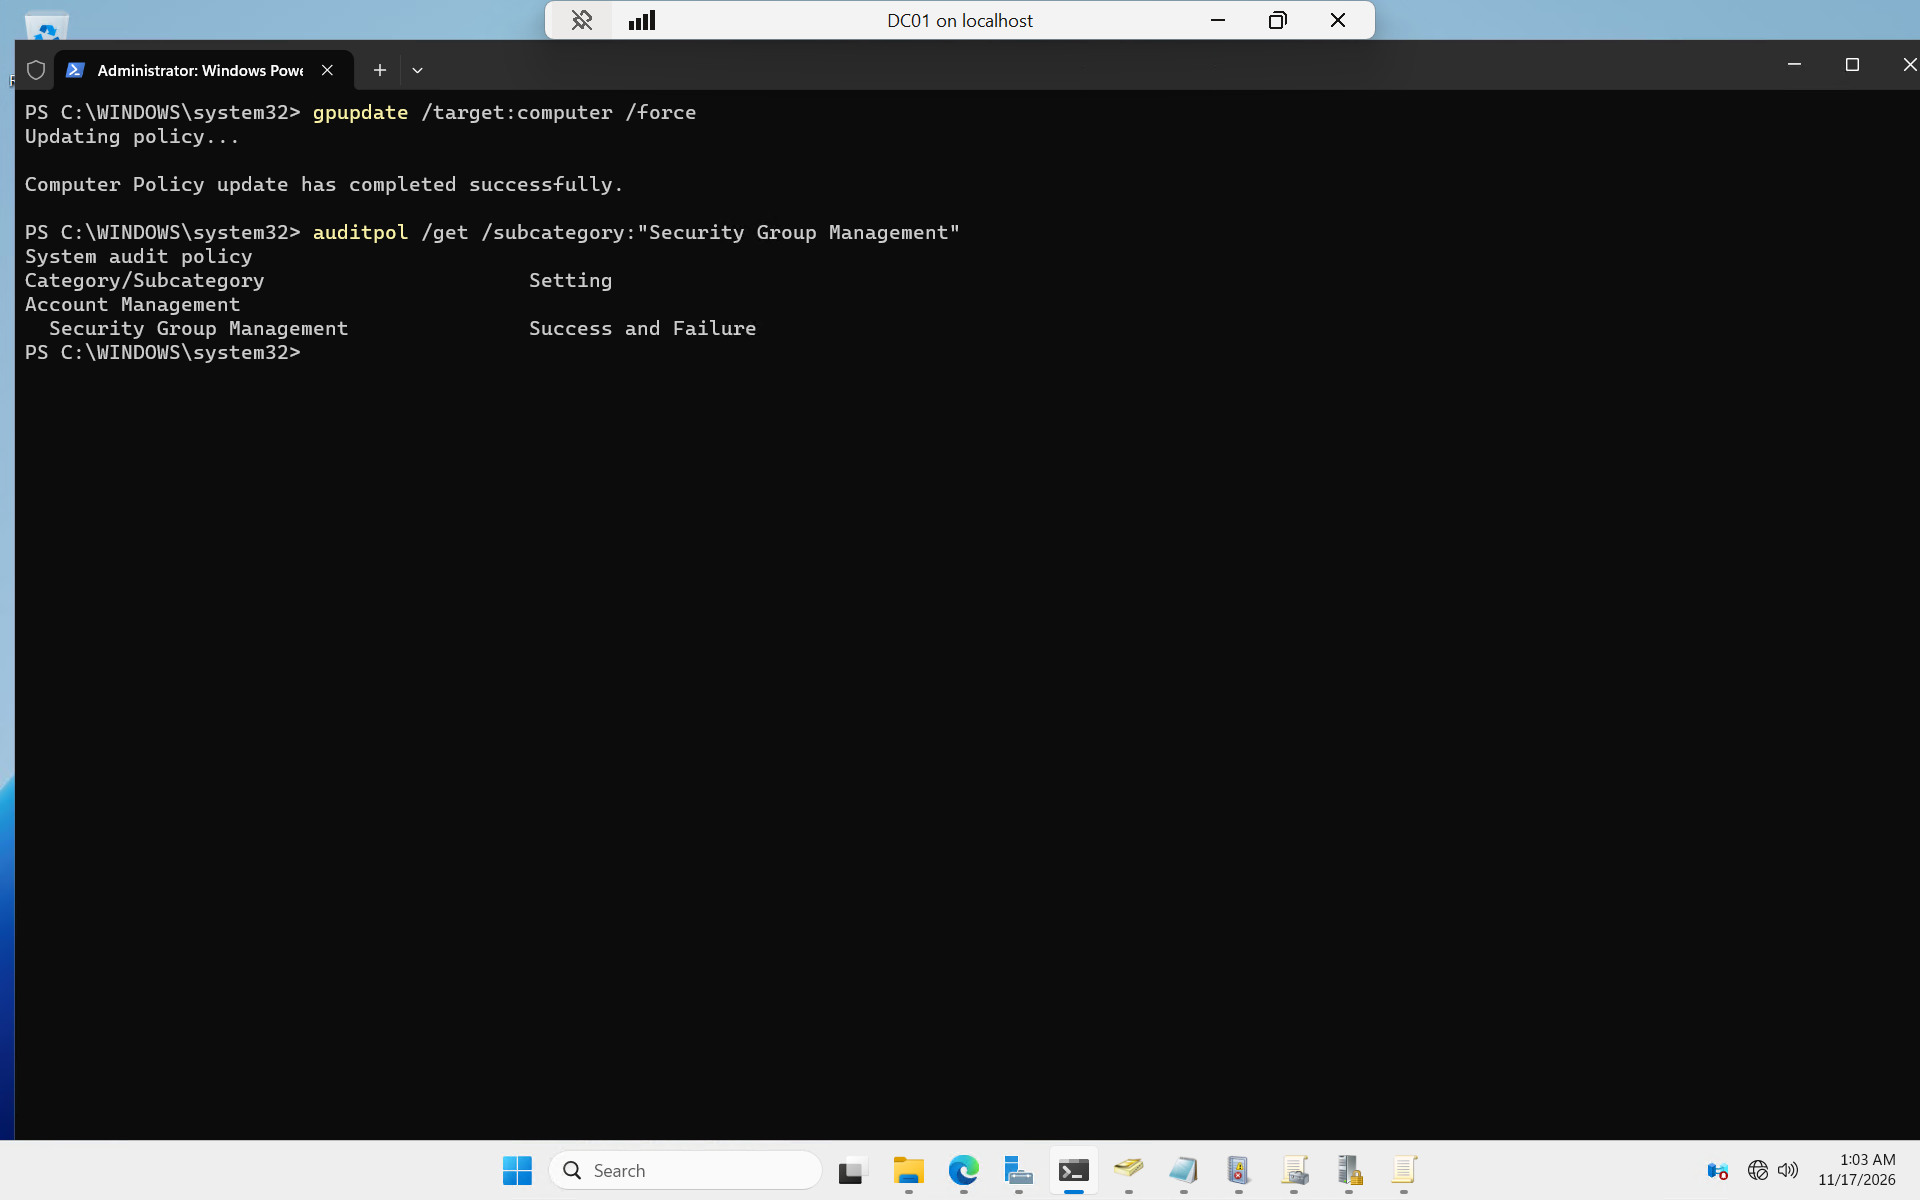 DC01 on localhost
Administrator: Windows Powe
PS C:\WINDOWS\system32> gpupdate /target:computer /force
Updating policy...
Computer Policy update has completed successfully.
PS C:\WINDOWS\system32> auditpol /get /subcategory:"Security Group Management"
System audit policy
Category/Subcategory Setting
Account Management
Security Group Management Success and Failure
PS C:\WINDOWS\system32>
Search
1:03 AM
11/17/2026